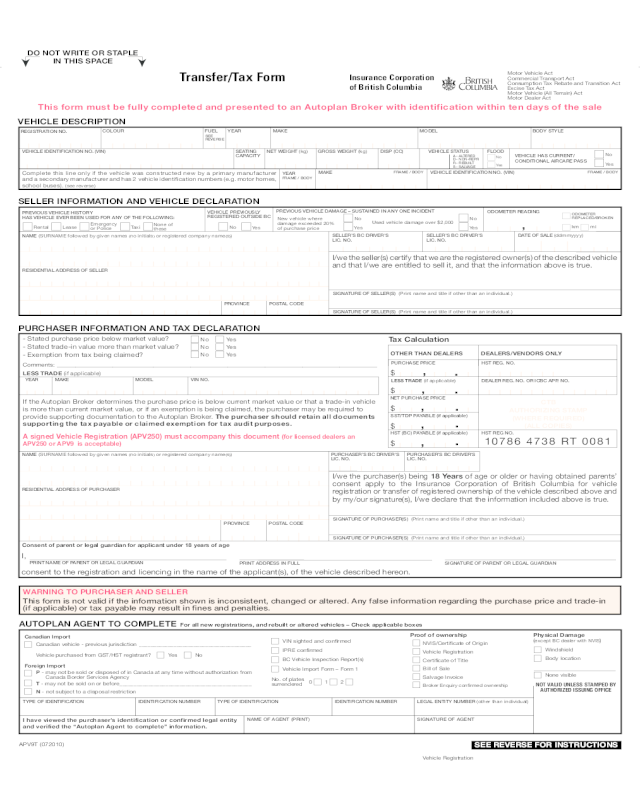 DO NOT WRITE OR STAPLE
IN THIS SPACE
Transfer/Tax Form
Insurance Corporation
of British Columbia
BRITISH
COLUMBIA
Motor Vehicle Act
Commercial Transport Act
Consumption Tax Rebate and Transition Act
Excise Tax Act
Motor Vehicle (All Terrain) Act
Motor Dealer Act
This form must be fully completed and presented to an Autoplan Broker with identification within ten days of the sale
VEHICLE DESCRIPTION
REGISTRATION NO. COLOUR FUEL YEAR MAKE MODEL BODY STYLE
SEE REVERSE
VEHICLE IDENTIFICATION NO. (VIN) SEATING CAPACITY NET WEIGHT (kg) GROSS WEIGHT (kg) DISP (CC) VEHICLE STATUS FLOOD VEHICLE HAS CURRENT/
CONDITIONAL AIRCARE PASS No Yes
Complete this line only if the vehicle was constructed new by a primary manufacturer YEAR MAKE FRAME / BODY VEHICLE IDENTIFICATION NO. (VIN) FRAME / BODY
and a secondary manufacturer and has 2 vehicle identification numbers (e.g. motor homes, FRAME / BODY
school buses). (see reverse)
SELLER INFORMATION AND VEHICLE DECLARATION
PREVIOUS VEHICLE HISTORY
HAS VEHICLE EVER BEEN USED FOR ANY OF THE FOLLOWING:
Rental Lease Emergency or Police Taxi None of these
VEHICLE PREVIOUSLY
REGISTERED OUTSIDE BC
No Yes
PREVIOUS VEHICLE DAMAGE – SUSTAINED IN ANY ONE INCIDENT
New vehicle where
damage exceeded 20%
of purchase price
No
Yes
Used vehicle damage over $2,000
No
Yes
ODOMETER READING
ODOMETER
REPLACED/BROKEN
km mi
NAME (SURNAME followed by given names (no initials) or registered company name(s))
SELLER'S BC DRIVER'S
LIC. NO.
SELLER'S BC DRIVER'S
LIC. NO.
DATE OF SALE (dd/mm/yyyy)
I/we the seller(s) certify that we are the registered owner(s) of the described vehicle
and that I/we are entitled to sell it, and that the information above is true.
RESIDENTIAL ADDRESS OF SELLER
SIGNATURE OF SELLER(S) (Print name and title if other than an individual.)
PROVINCE POSTAL CODE
SIGNATURE OF SELLER(S) (Print name and title if other than an individual.)
PURCHASER INFORMATION AND TAX DECLARATION
- Stated purchase price below market value? No Yes
- Stated trade-in value more than market value? No Yes
- Exemption from tax being claimed? No Yes
Comments:
LESS TRADE (if applicable)
YEAR MAKE MODEL VIN NO.
If the Autoplan Broker determines the purchase price is below current market value or that a trade-in vehicle
is more than current market value, or if an exemption is being claimed, the purchaser may be required to
provide supporting documentation to the Autoplan Broker. The purchaser should retain all documents
supporting the tax payable or claimed exemption for tax audit purposes.
A signed Vehicle Registration (APV250) must accompany this document (for licensed dealers an
APV250 or APV9 is acceptable)
Tax Calculation
OTHER THAN DEALERS DEALERS/VENDORS ONLY
PURCHASE PRICE HST REG. NO.
$ , .
LESS TRADE (if applicable) DEALER REG. NO. OR ICBC APP. NO.
$ , .
NET PURCHASE PRICE
$ , .
SST/TDP PAYABLE (if applicable)
$ , .
HST (BC) PAYABLE (if applicable) HST REG.NO.
$ , . 10786 4738 RT 0081
NAME (SURNAME followed by given names (no initials) or registered company name(s))
PURCHASER'S BC DRIVER'S
LIC. NO.
PURCHASER'S BC DRIVER'S
LIC. NO.
I/we the purchaser(s) being 18 Years of age or older or having obtained parents'
consent apply to the Insurance Corporation of British Columbia for vehicle
registration or transfer of registered ownership of the vehicle described above and
by my/our signature(s), I/we declare that the information included above is true.
RESIDENTIAL ADDRESS OF PURCHASER
SIGNATURE OF PURCHASER(S) (Print name and title if other than an individual.)
PROVINCE POSTAL CODE
SIGNATURE OF PURCHASER(S) (Print name and title if other than an individual.)
Consent of parent or legal guardian for applicant under 18 years of age
I,
PRINT NAME OF PARENT OR LEGAL GUARDIAN PRINT ADDRESS IN FULL SIGNATURE OF PARENT OR LEGAL GUARDIAN
consent to the registration and licencing in the name of the applicant(s), of the vehicle described hereon.
WARNING TO PURCHASER AND SELLER
This form is not valid if the information shown is inconsistent, changed or altered. Any false information regarding the purchase price and trade-in
(if applicable) or tax payable may result in fines and penalties.
AUTOPLAN AGENT TO COMPLETE For all new registrations, and rebuilt or altered vehicles – Check applicable boxes
Canadian Import
Canadian vehicle - previous jurisdiction
Vehicle purchased from GST/HST registrant? Yes No
Foreign Import
P - may not be sold or disposed of in Canada at any time without authorization from
Canada Border Services Agency
T - may not be sold on or before
N - not subject to a disposal restriction
VIN sighted and confirmed
IPRE confirmed
BC Vehicle Inspection Report(s)
Vehicle Import Form – Form 1
No. of plates
surrendered 0 1 2
Proof of ownership
NVIS/Certificate of Origin
Vehicle Registration
Certificate of Title
Bill of Sale
Salvage Invoice
Broker Enquiry confirmed ownership
Physical Damage
(except BC dealer with NVIS)
Windshield
Body location
None visible
NOT VALID UNLESS STAMPED BY
AUTHORIZED ISSUING OFFICE
TYPE OF IDENTIFICATION IDENTIFICATION NUMBER TYPE OF IDENTIFICATION IDENTIFICATION NUMBER LEGAL ENTITY NUMBER (other than individual)
I have viewed the purchaser's identification or confirmed legal entity
and verified the "Autoplan Agent to complete" information.
NAME OF AGENT (PRINT) SIGNATURE OF AGENT
APV9T (072010)
SEE REVERSE FOR INSTRUCTIONS
Vehicle Registration